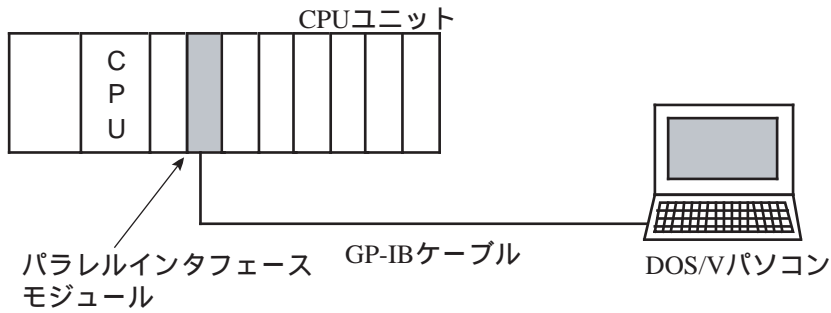 CPUユニット
C
P
U
パラレルインタフェース
モジュール
GP-IBケーブル
DOS/Vパソコン